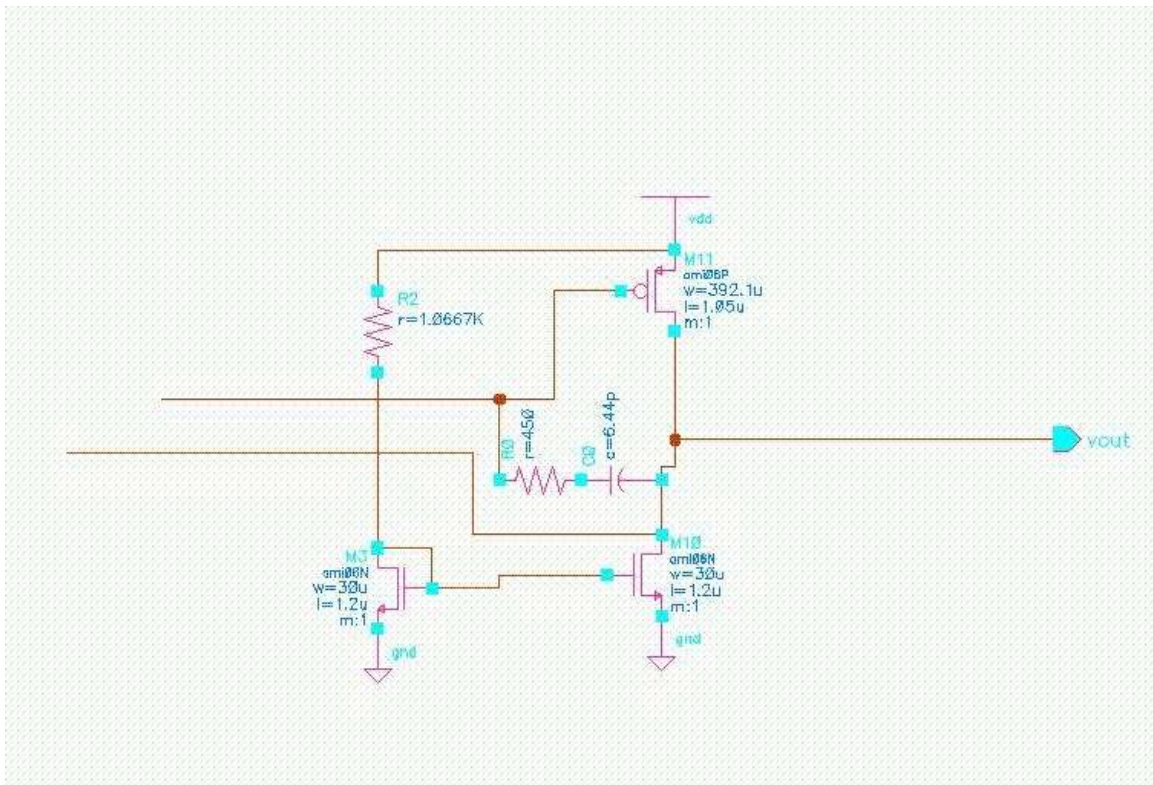 vdd
M11
ami06P
w=392.1u
l=1.05u
m:1
R2
r=1.0667K
R0
r=450
C0
c=6.44p
vout
M3
ami06N
w=30u
l=1.2u
m:1
gnd
M10
ami06N
w=30u
l=1.2u
m:1
gnd